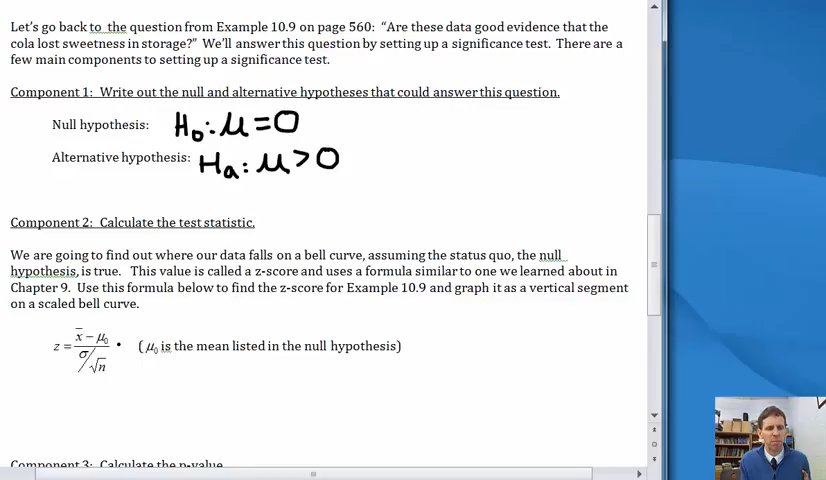 Let's go back to the question from Example 10.9 on page 560: "Are these data good evidence that the
cola lost sweetness in storage?" We'll answer this question by setting up a significance test. There are a
few main components to setting up a significance test.
Component 1: Write out the null and alternative hypotheses that could answer this question.
Null hypothesis: H₀: μ = 0
Alternative hypothesis: Hₐ: μ > 0
Component 2: Calculate the test statistic.
We are going to find out where our data falls on a bell curve, assuming the status quo, the null
hypothesis, is true. This value is called a z-score and uses a formula similar to one we learned about in
Chapter 9. Use this formula below to find the z-score for Example 10.9 and graph it as a vertical segment
on a scaled bell curve.
z = (x̄ − μ₀) / (σ/√n) • (μ₀ is the mean listed in the null hypothesis)
Component 3: Calculate the p-value